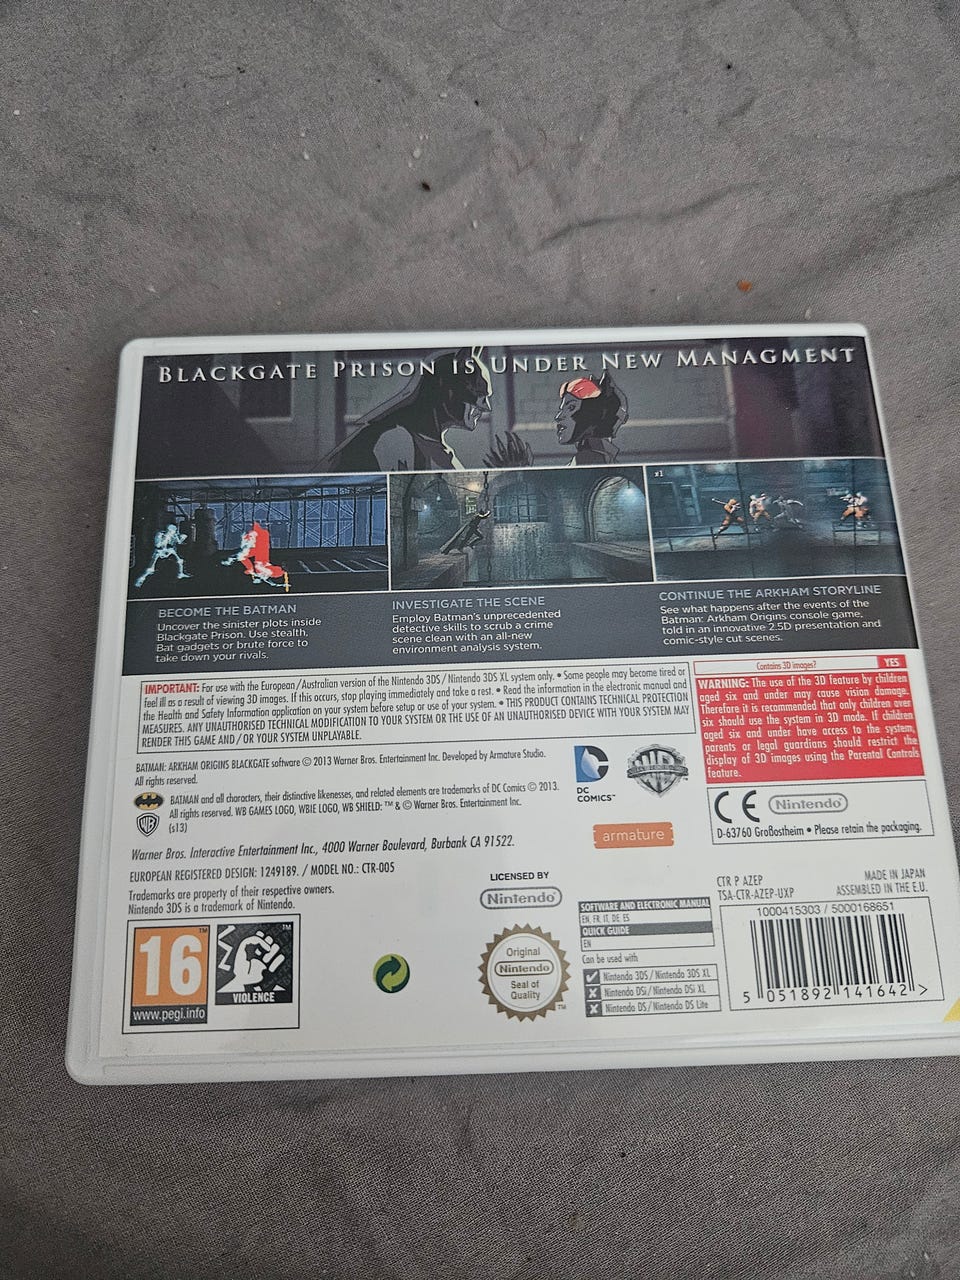 BLACKGATE PRISON IS UNDER NEW MANAGMENT
x1
BECOME THE BATMAN
Uncover the sinister plots inside
Blackgate Prison. Use stealth,
Bat gadgets or brute force to
take down your rivals.
INVESTIGATE THE SCENE
Employ Batman's unprecedented
detective skills to scrub a crime
scene clean with an all-new
environment analysis system.
CONTINUE THE ARKHAM STORYLINE
See what happens after the events of the
Batman: Arkham Origins console game,
told in an innovative 2.5D presentation and
comic-style cut scenes.
IMPORTANT: For use with the European/Australian version of the Nintendo 3DS / Nintendo 3DS XL system only. • Some people may become tired or
feel ill as a result of viewing 3D images. If this occurs, stop playing immediately and take a rest. • Read the information in the electronic manual and
the Health and Safety Information application on your system before setup or use of your system. • THIS PRODUCT CONTAINS TECHNICAL PROTECTION
MEASURES. ANY UNAUTHORISED TECHNICAL MODIFICATION TO YOUR SYSTEM OR THE USE OF AN UNAUTHORISED DEVICE WITH YOUR SYSTEM MAY
RENDER THIS GAME AND/OR YOUR SYSTEM UNPLAYABLE.
Contains 3D images? YES
WARNING: The use of the 3D feature by children
aged six and under may cause vision damage.
Therefore it is recommended that only children over
six should use the system in 3D mode. If children
aged six and under have access to the system,
parents or legal guardians should restrict the
display of 3D images using the Parental Controls
feature.
BATMAN: ARKHAM ORIGINS BLACKGATE software © 2013 Warner Bros. Entertainment Inc. Developed by Armature Studio.
All rights reserved.
BATMAN and all characters, their distinctive likenesses, and related elements are trademarks of DC Comics © 2013.
All rights reserved. WB GAMES LOGO, WBIE LOGO, WB SHIELD: ™ & © Warner Bros. Entertainment Inc.
(s13)
DC
COMICS™
armature
CE Nintendo
D-63760 Großostheim • Please retain the packaging.
Warner Bros. Interactive Entertainment Inc., 4000 Warner Boulevard, Burbank CA 91522.
EUROPEAN REGISTERED DESIGN: 1249189. / MODEL NO.: CTR-005
Trademarks are property of their respective owners.
Nintendo 3DS is a trademark of Nintendo.
LICENSED BY
Nintendo
16
VIOLENCE
www.pegi.info
Original
Nintendo
Seal of
Quality
TM
SOFTWARE AND ELECTRONIC MANUAL
EN, FR, IT, DE, ES
QUICK GUIDE
EN
Can be used with
Nintendo 3DS / Nintendo 3DS XL
Nintendo DSi / Nintendo DSi XL
Nintendo DS / Nintendo DS Lite
CTR P AZEP
TSA-CTR-AZEP-UXP
MADE IN JAPAN
ASSEMBLED IN THE E.U.
1000415303 / 5000168651
5 051892 141642 >